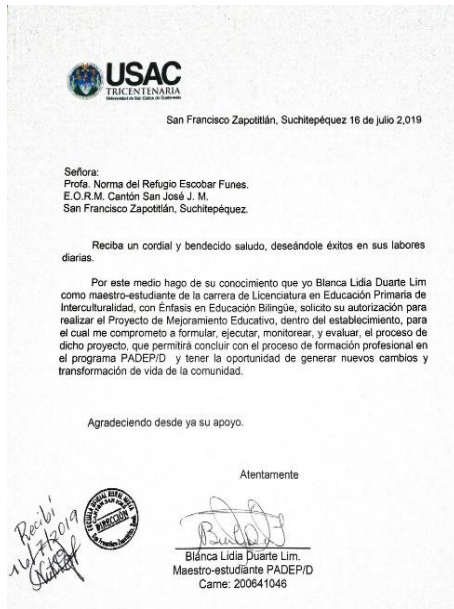 USAC
TRICENTENARIA
Universidad de San Carlos de Guatemala
San Francisco Zapotitlán, Suchitepéquez 16 de julio 2,019
Señora:
Profa. Norma del Refugio Escobar Funes.
E.O.R.M. Cantón San José J. M.
San Francisco Zapotitlán, Suchitepéquez.
Reciba un cordial y bendecido saludo, deseándole éxitos en sus labores
diarias.
Por este medio hago de su conocimiento que yo Blanca Lidia Duarte Lim
como maestro-estudiante de la carrera de Licenciatura en Educación Primaria de
Interculturalidad, con Énfasis en Educación Bilingüe, solicito su autorización para
realizar el Proyecto de Mejoramiento Educativo, dentro del establecimiento, para
el cual me comprometo a formular, ejecutar, monitorear, y evaluar, el proceso de
dicho proyecto, que permitirá concluir con el proceso de formación profesional en
el programa PADEP/D y tener la oportunidad de generar nuevos cambios y
transformación de vida de la comunidad.
Agradeciendo desde ya su apoyo.
Atentamente
Recibí
16/7/2019
ESCUELA OFICIAL RURAL MIXTA
DIRECCIÓN
Blanca Lidia Duarte Lim.
Maestro-estudiante PADEP/D
Carne: 200641046